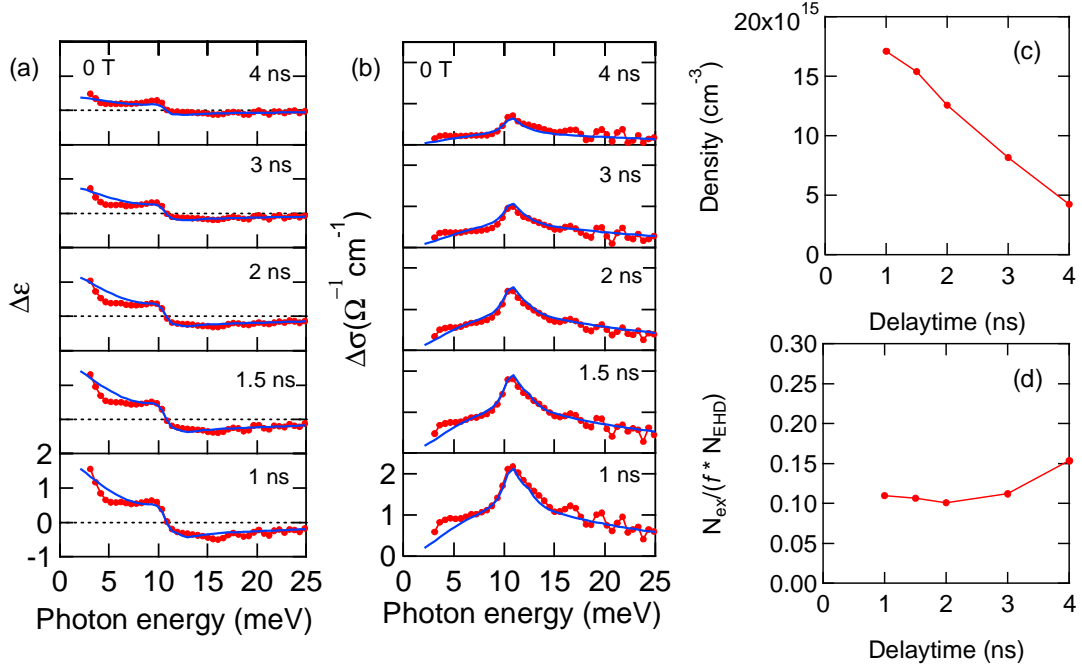 (a)
0 T
4 ns
3 ns
2 ns
1.5 ns
1 ns
Δε
2
1
0
-1
0 5 10 15 20 25
Photon energy (meV)
(b)
0 T
4 ns
3 ns
2 ns
1.5 ns
1 ns
Δσ(Ω⁻¹ cm⁻¹)
2
1
0
0 5 10 15 20 25
Photon energy (meV)
(c)
20x10¹⁵
15
10
5
0
Density (cm⁻³)
0 1 2 3 4
Delaytime (ns)
(d)
0.30
0.25
0.20
0.15
0.10
0.05
0.00
N_ex/(f * N_EHD)
0 1 2 3 4
Delaytime (ns)